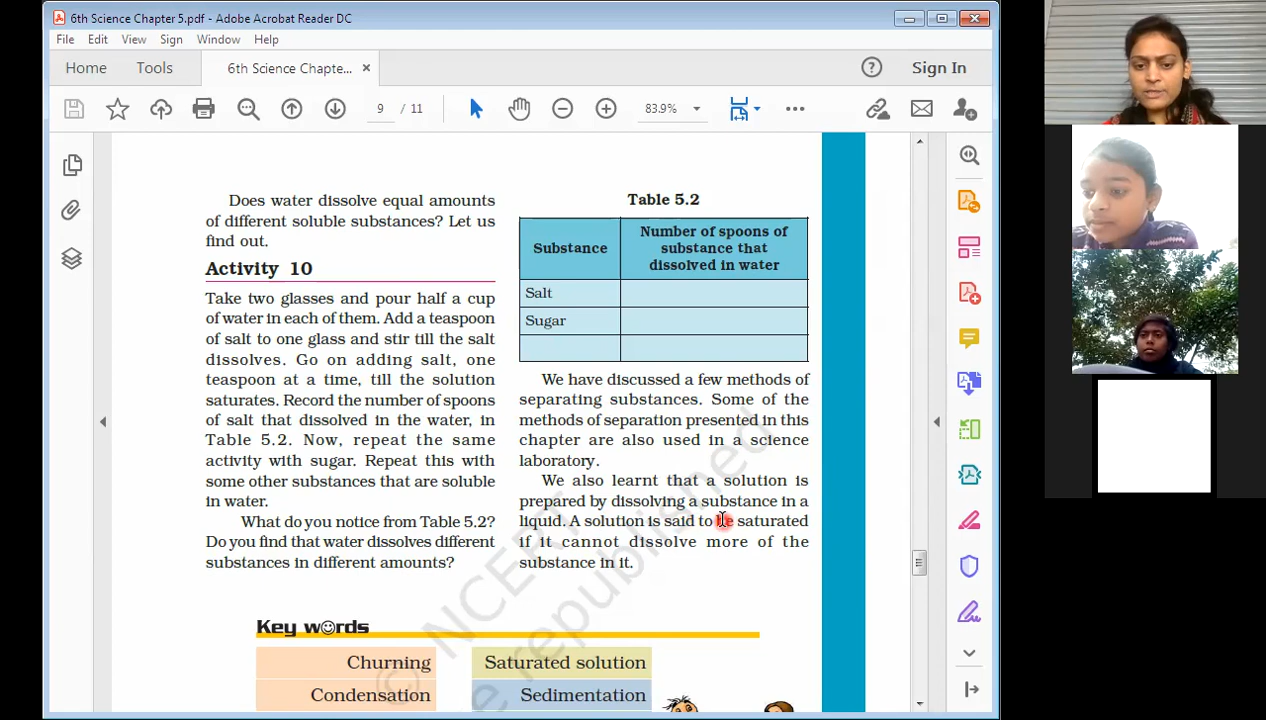 6th Science Chapter 5.pdf - Adobe Acrobat Reader DC
File Edit View Sign Window Help
Home Tools 6th Science Chapte... × Sign In
9 / 11 83.9%
Does water dissolve equal amounts
of different soluble substances? Let us
find out.
Activity 10
Take two glasses and pour half a cup
of water in each of them. Add a teaspoon
of salt to one glass and stir till the salt
dissolves. Go on adding salt, one
teaspoon at a time, till the solution
saturates. Record the number of spoons
of salt that dissolved in the water, in
Table 5.2. Now, repeat the same
activity with sugar. Repeat this with
some other substances that are soluble
in water.
What do you notice from Table 5.2?
Do you find that water dissolves different
substances in different amounts?
Table 5.2
Substance
Number of spoons of
substance that
dissolved in water
Salt
Sugar
We have discussed a few methods of
separating substances. Some of the
methods of separation presented in this
chapter are also used in a science
laboratory.
We also learnt that a solution is
prepared by dissolving a substance in a
liquid. A solution is said to be saturated
if it cannot dissolve more of the
substance in it.
Key words
Churning
Condensation
Saturated solution
Sedimentation
© NCERT
be republished